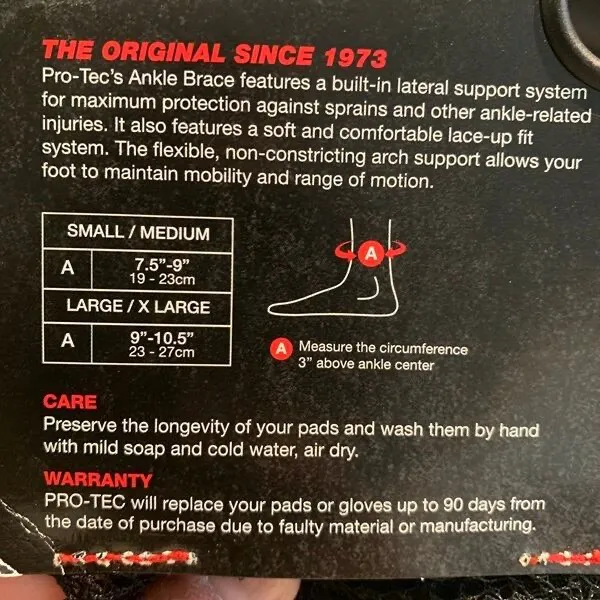 THE ORIGINAL SINCE 1973
Pro-Tec's Ankle Brace features a built-in lateral support system
for maximum protection against sprains and other ankle-related
injuries. It also features a soft and comfortable lace-up fit
system. The flexible, non-constricting arch support allows your
foot to maintain mobility and range of motion.
SMALL / MEDIUM
A 7.5”-9”
19 - 23cm
LARGE / X LARGE
A 9”-10.5”
23 - 27cm
A
A Measure the circumference
3” above ankle center
CARE
Preserve the longevity of your pads and wash them by hand
with mild soap and cold water, air dry.
WARRANTY
PRO-TEC will replace your pads or gloves up to 90 days from
the date of purchase due to faulty material or manufacturing.